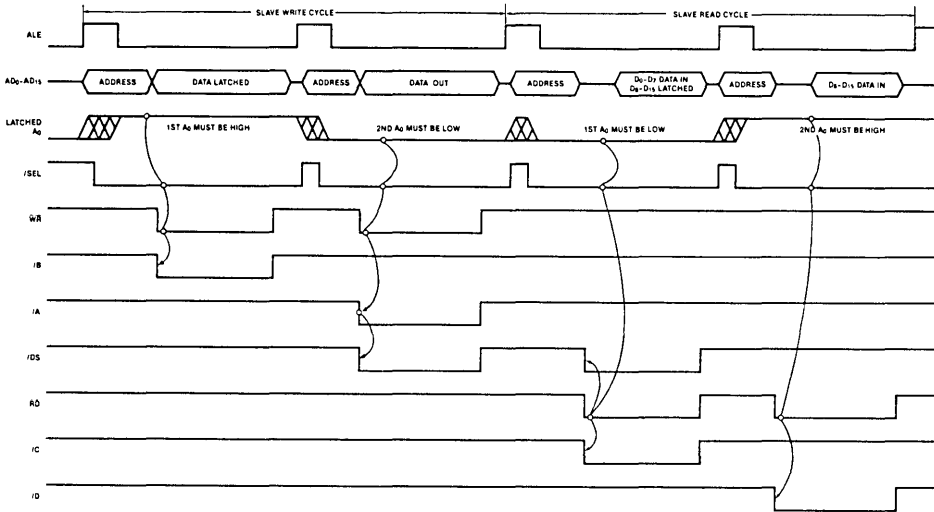 SLAVE WRITE CYCLE
SLAVE READ CYCLE
ALE
AD₀-AD₁₅
ADDRESS
DATA LATCHED
ADDRESS
DATA OUT
ADDRESS
D₀-D₇ DATA IN
D₈-D₁₅ LATCHED
ADDRESS
D₈-D₁₅ DATA IN
LATCHED
A₀
1ST A₀ MUST BE HIGH
2ND A₀ MUST BE LOW
1ST A₀ MUST BE LOW
2ND A₀ MUST BE HIGH
/SEL
W̅R̅
/B
/A
/DS
R̅D̅
/C
/D